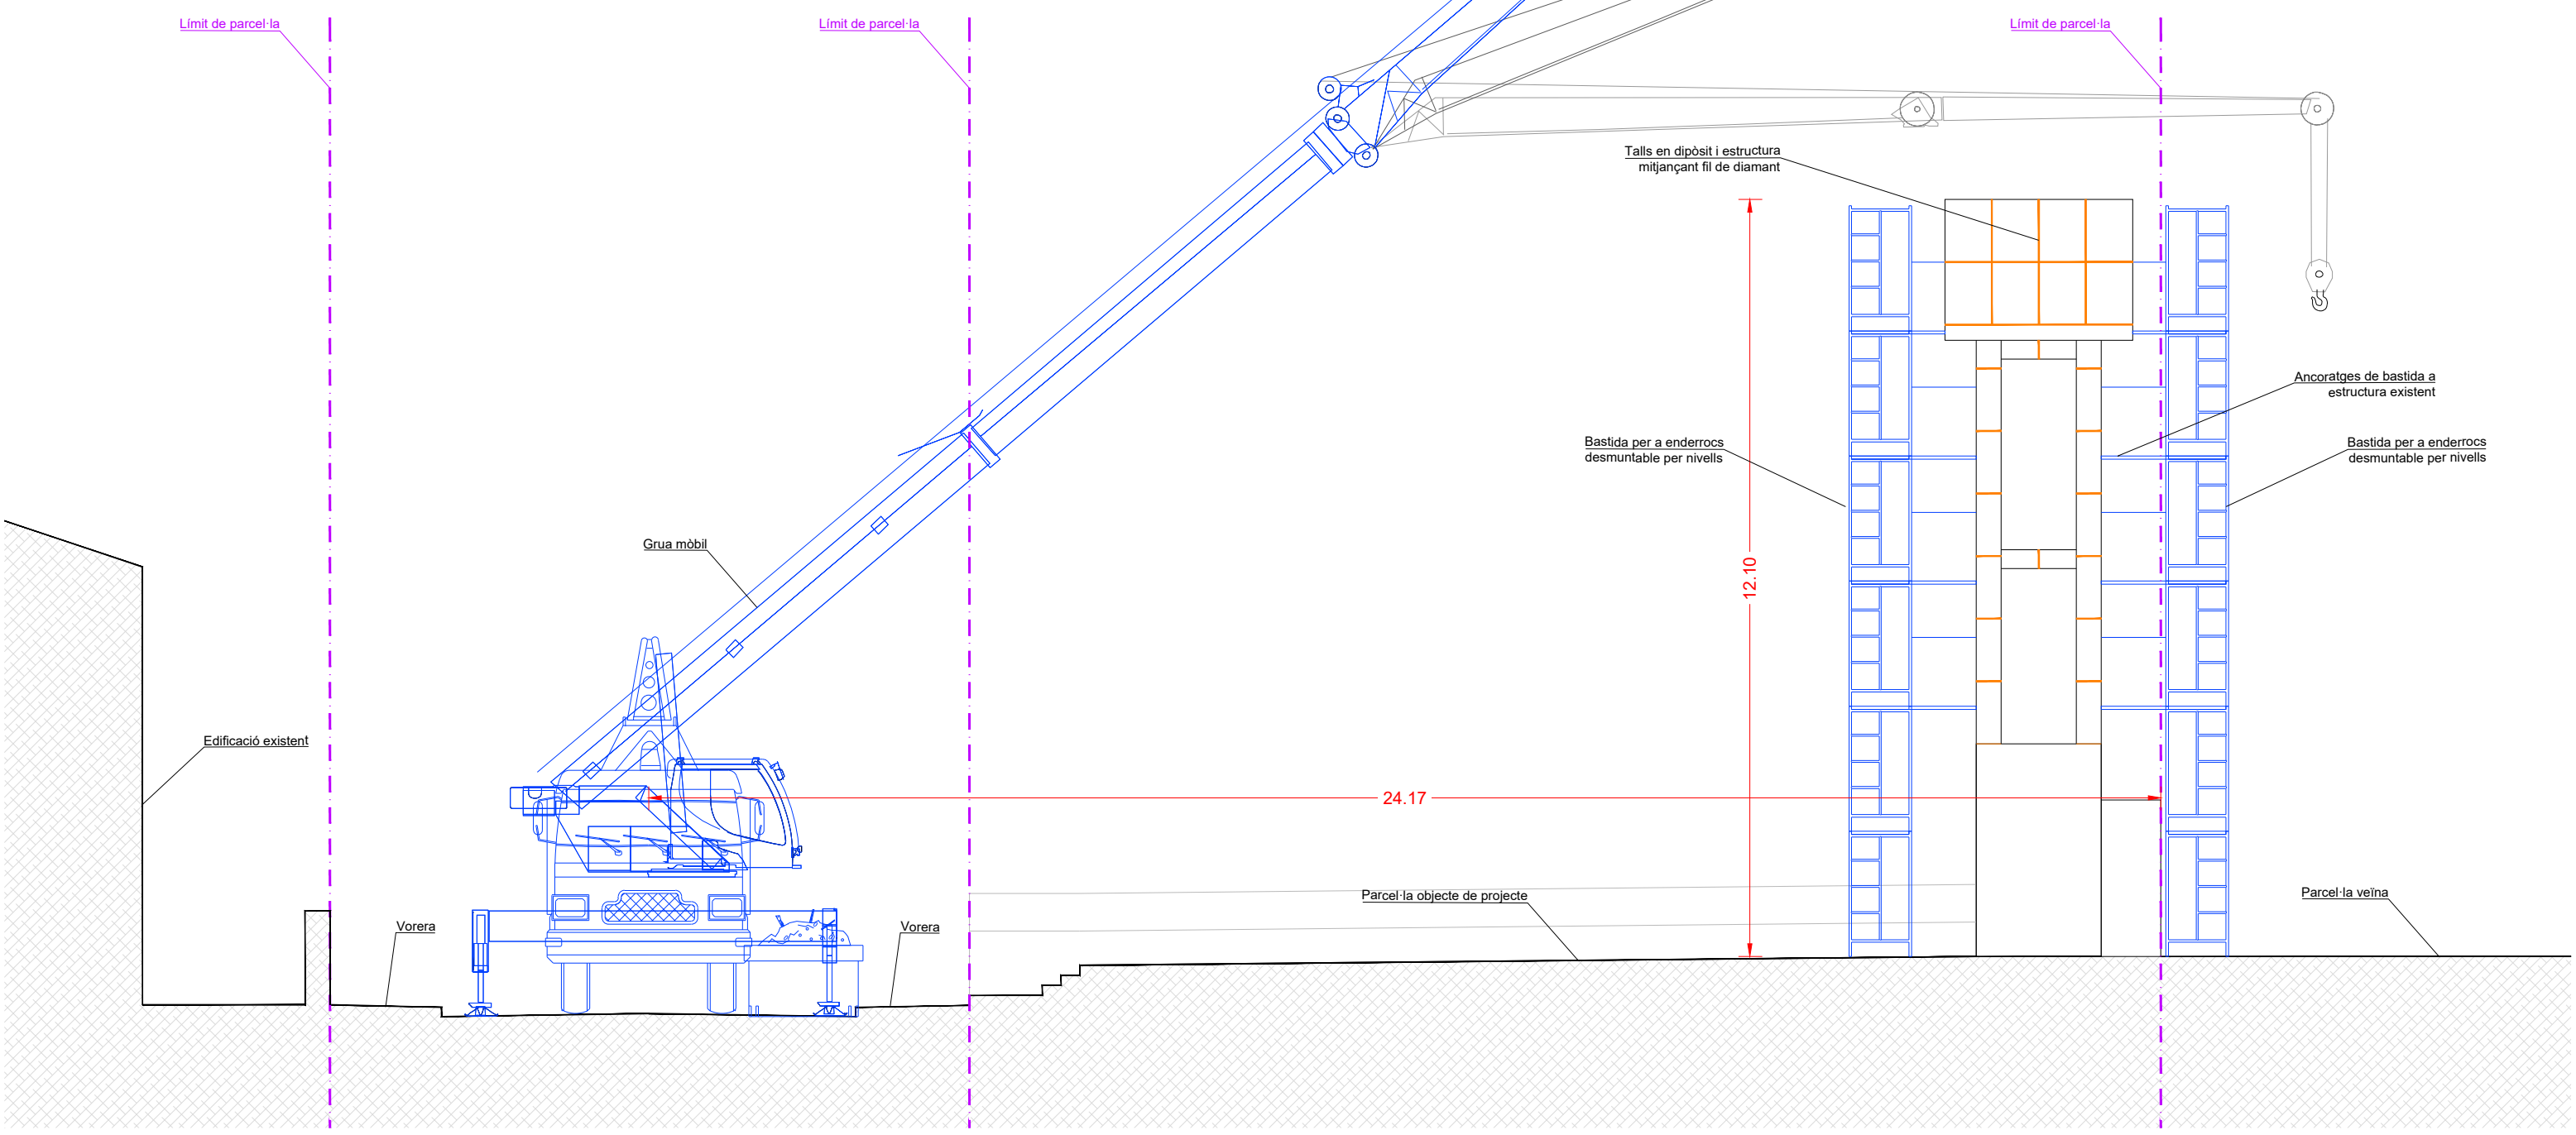 Límit de parcel·la
Límit de parcel·la
Límit de parcel·la
Talls en dipòsit i estructura
mitjançant fil de diamant
Ancoratges de bastida a
estructura existent
Bastida per a enderrocs
desmuntable per nivells
Bastida per a enderrocs
desmuntable per nivells
Grua mòbil
12.10
Edificació existent
24.17
Parcel·la objecte de projecte
Parcel·la veïna
Vorera
Vorera